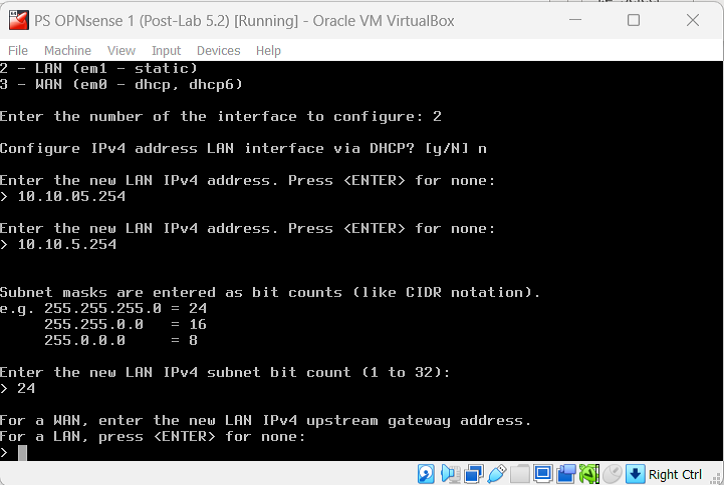 PS OPNsense 1 (Post-Lab 5.2) [Running] - Oracle VM VirtualBox
File Machine View Input Devices Help
2 - LAN (em1 - static)
3 - WAN (em0 - dhcp, dhcp6)
Enter the number of the interface to configure: 2
Configure IPv4 address LAN interface via DHCP? [y/N] n
Enter the new LAN IPv4 address. Press <ENTER> for none:
> 10.10.05.254
Enter the new LAN IPv4 address. Press <ENTER> for none:
> 10.10.5.254
Subnet masks are entered as bit counts (like CIDR notation).
e.g. 255.255.255.0 = 24
255.255.0.0 = 16
255.0.0.0 = 8
Enter the new LAN IPv4 subnet bit count (1 to 32):
> 24
For a WAN, enter the new LAN IPv4 upstream gateway address.
For a LAN, press <ENTER> for none:
>
Right Ctrl